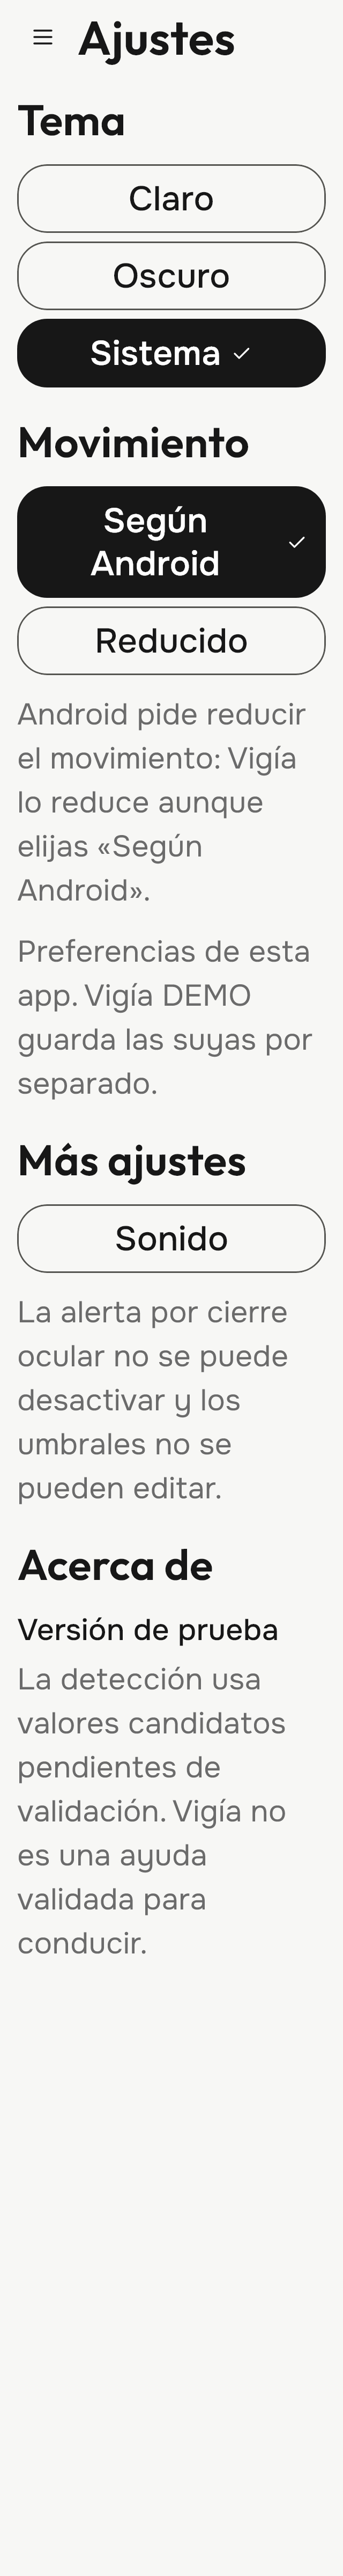 Ajustes
Tema
Claro
Oscuro
Sistema
Movimiento
Según
Android
Reducido
Android pide reducir
el movimiento: Vigía
lo reduce aunque
elijas «Según
Android».
Preferencias de esta
app. Vigía DEMO
guarda las suyas por
separado.
Más ajustes
Sonido
La alerta por cierre
ocular no se puede
desactivar y los
umbrales no se
pueden editar.
Acerca de
Versión de prueba
La detección usa
valores candidatos
pendientes de
validación. Vigía no
es una ayuda
validada para
conducir.